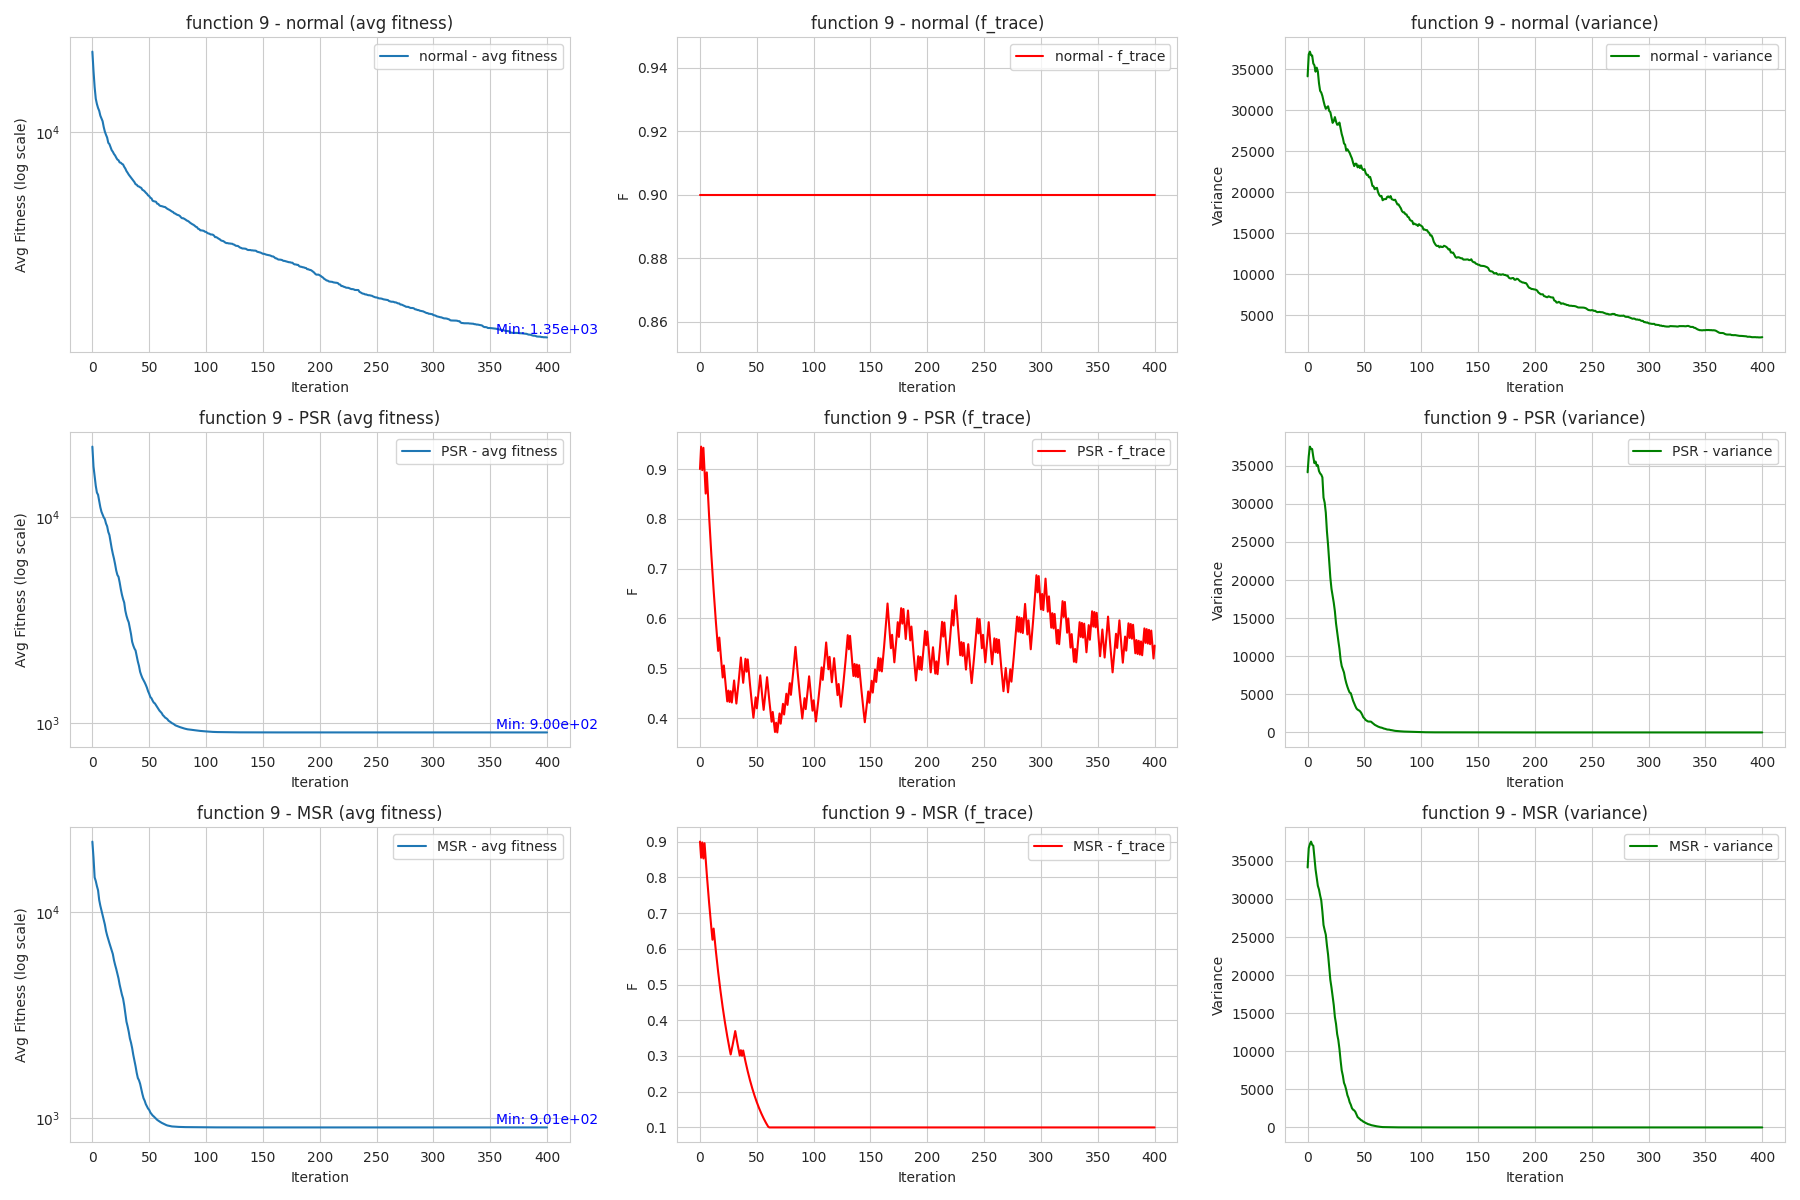 function 9 - normal (avg fitness)
normal - avg fitness
Avg Fitness (log scale)
10⁴
Min: 1.35e+03
0 50 100 150 200 250 300 350 400
Iteration
function 9 - normal (f_trace)
normal - f_trace
F
0.94
0.92
0.90
0.88
0.86
0 50 100 150 200 250 300 350 400
Iteration
function 9 - normal (variance)
normal - variance
Variance
35000
30000
25000
20000
15000
10000
5000
0 50 100 150 200 250 300 350 400
Iteration
function 9 - PSR (avg fitness)
PSR - avg fitness
Avg Fitness (log scale)
10⁴
10³
Min: 9.00e+02
0 50 100 150 200 250 300 350 400
Iteration
function 9 - PSR (f_trace)
PSR - f_trace
F
0.9
0.8
0.7
0.6
0.5
0.4
0 50 100 150 200 250 300 350 400
Iteration
function 9 - PSR (variance)
PSR - variance
Variance
35000
30000
25000
20000
15000
10000
5000
0
0 50 100 150 200 250 300 350 400
Iteration
function 9 - MSR (avg fitness)
MSR - avg fitness
Avg Fitness (log scale)
10⁴
10³
Min: 9.01e+02
0 50 100 150 200 250 300 350 400
Iteration
function 9 - MSR (f_trace)
MSR - f_trace
F
0.9
0.8
0.7
0.6
0.5
0.4
0.3
0.2
0.1
0 50 100 150 200 250 300 350 400
Iteration
function 9 - MSR (variance)
MSR - variance
Variance
35000
30000
25000
20000
15000
10000
5000
0
0 50 100 150 200 250 300 350 400
Iteration